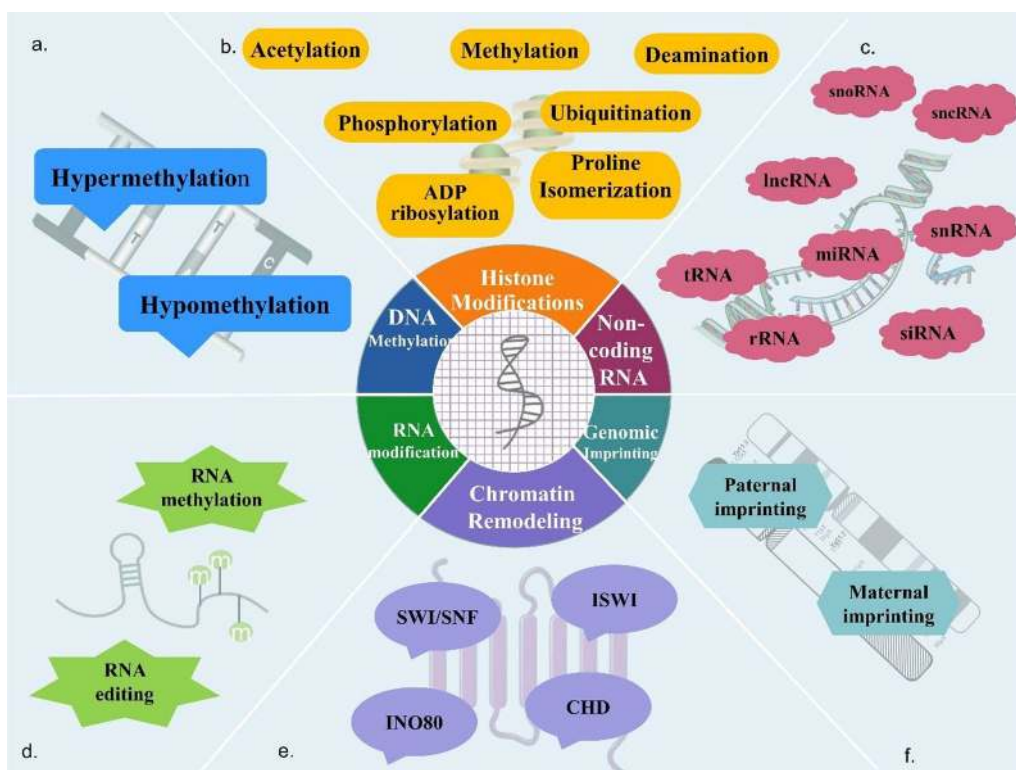 a.
b.
Acetylation
Methylation
Deamination
Phosphorylation
Ubiquitination
ADP
ribosylation
Proline
Isomerization
c.
snoRNA
sncRNA
lncRNA
snRNA
miRNA
tRNA
rRNA
siRNA
Hypermethylation
T
T
C
Hypomethylation
Histone
Modifications
DNA
Methylation
Non-
coding
RNA
RNA
modification
Genomic
Imprinting
Chromatin
Remodeling
RNA
methylation
m
m
m
RNA
editing
d.
SWI/SNF
ISWI
INO80
CHD
e.
Paternal
imprinting
Maternal
imprinting
f.